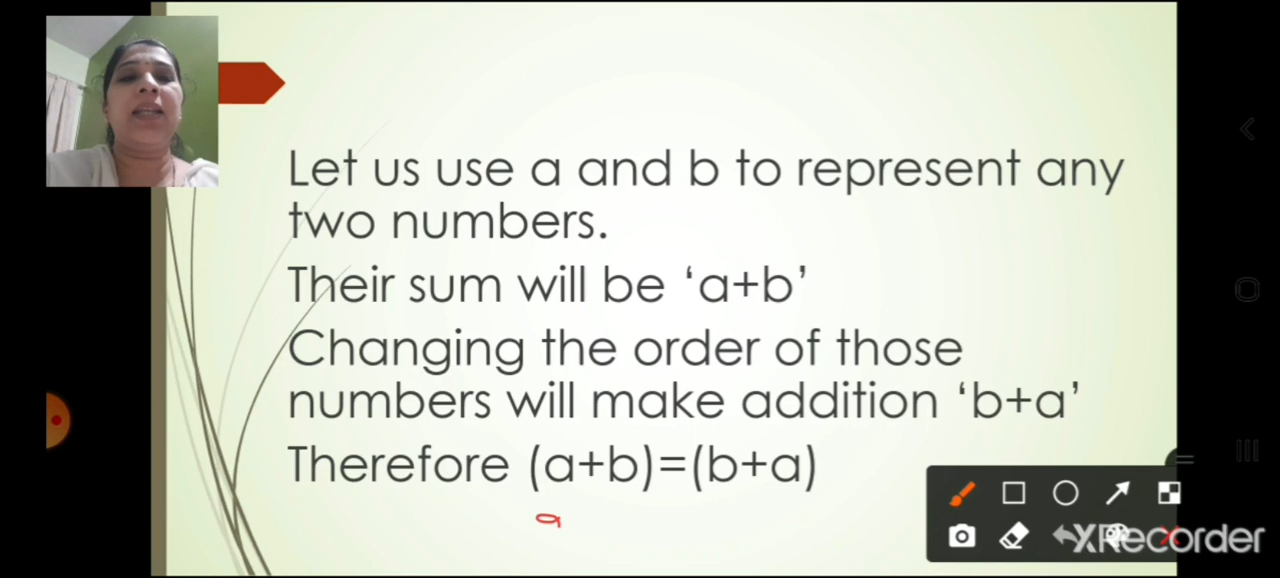 Let us use a and b to represent any
two numbers.
Their sum will be ‘a+b’
Changing the order of those
numbers will make addition ‘b+a’
Therefore (a+b)=(b+a)
a
XRecorder